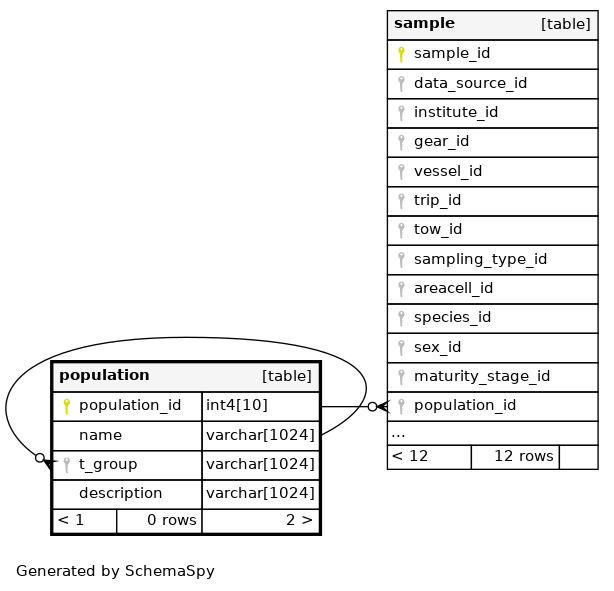 sample [table]
sample_id
data_source_id
institute_id
gear_id
vessel_id
trip_id
tow_id
sampling_type_id
areacell_id
species_id
sex_id
maturity_stage_id
population_id
...
< 12 12 rows
population [table]
population_id int4[10]
name varchar[1024]
t_group varchar[1024]
description varchar[1024]
< 1 0 rows 2 >
Generated by SchemaSpy